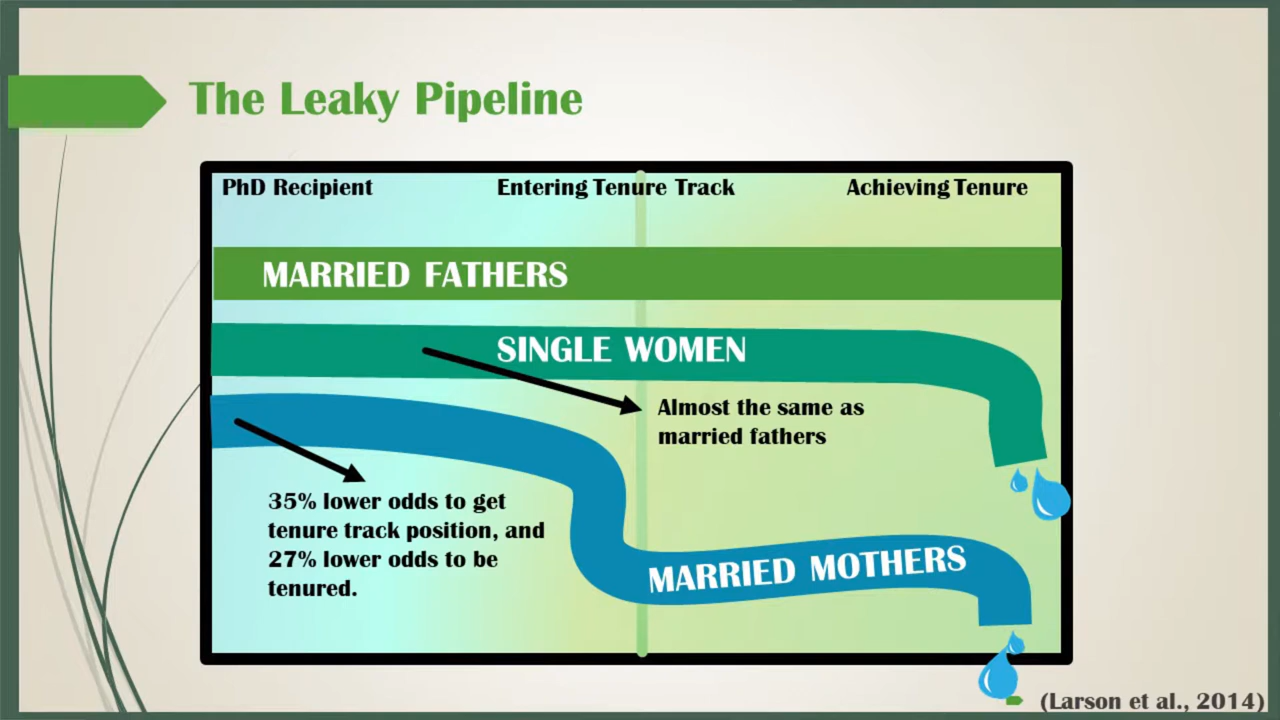 The Leaky Pipeline
PhD Recipient
Entering Tenure Track
Achieving Tenure
MARRIED FATHERS
SINGLE WOMEN
Almost the same as
married fathers
35% lower odds to get
tenure track position, and
27% lower odds to be
tenured.
MARRIED MOTHERS
(Larson et al., 2014)